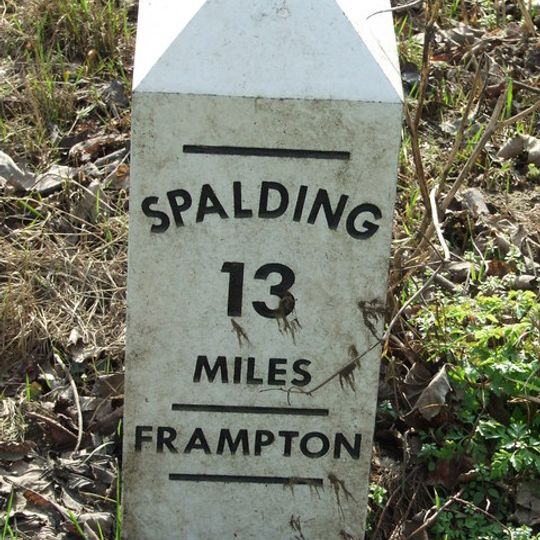 SPALDING
13
MILES
FRAMPTON